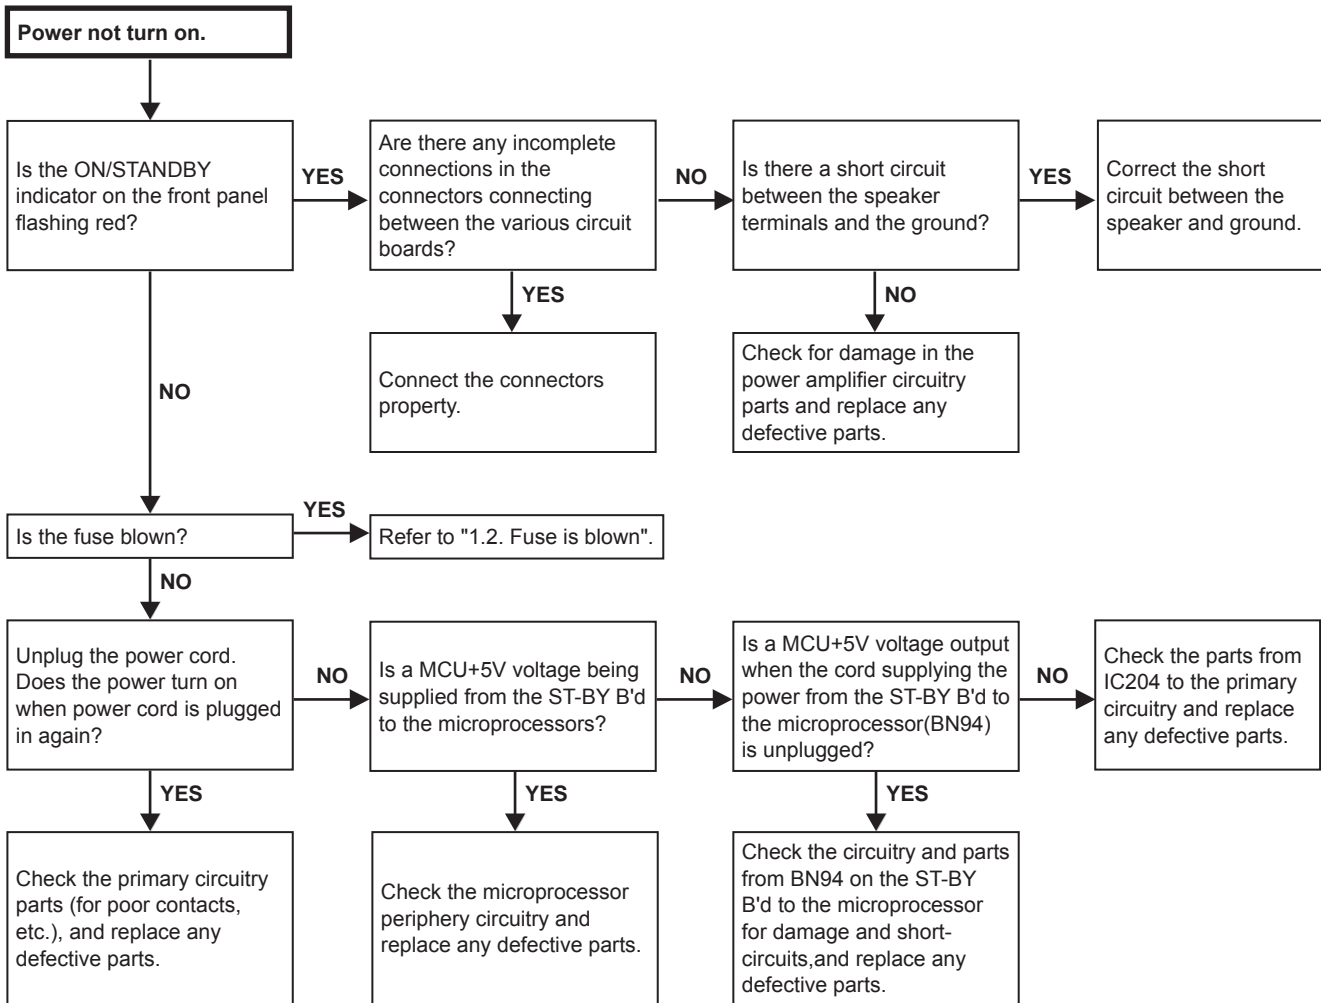 Power not turn on.
Is the ON/STANDBY
indicator on the front panel
flashing red?
YES
Are there any incomplete
connections in the
connectors connecting
between the various circuit
boards?
NO
Is there a short circuit
between the speaker
terminals and the ground?
YES
Correct the short
circuit between the
speaker and ground.
YES
NO
Connect the connectors
property.
Check for damage in the
power amplifier circuitry
parts and replace any
defective parts.
NO
Is the fuse blown?
YES
Refer to "1.2. Fuse is blown".
NO
Unplug the power cord.
Does the power turn on
when power cord is plugged
in again?
NO
Is a MCU+5V voltage being
supplied from the ST-BY B'd
to the microprocessors?
NO
Is a MCU+5V voltage output
when the cord supplying the
power from the ST-BY B'd to
the microprocessor(BN94)
is unplugged?
NO
Check the parts from
IC204 to the primary
circuitry and replace
any defective parts.
YES
YES
YES
Check the primary circuitry
parts (for poor contacts,
etc.), and replace any
defective parts.
Check the microprocessor
periphery circuitry and
replace any defective parts.
Check the circuitry and parts
from BN94 on the ST-BY
B'd to the microprocessor
for damage and short-
circuits,and replace any
defective parts.